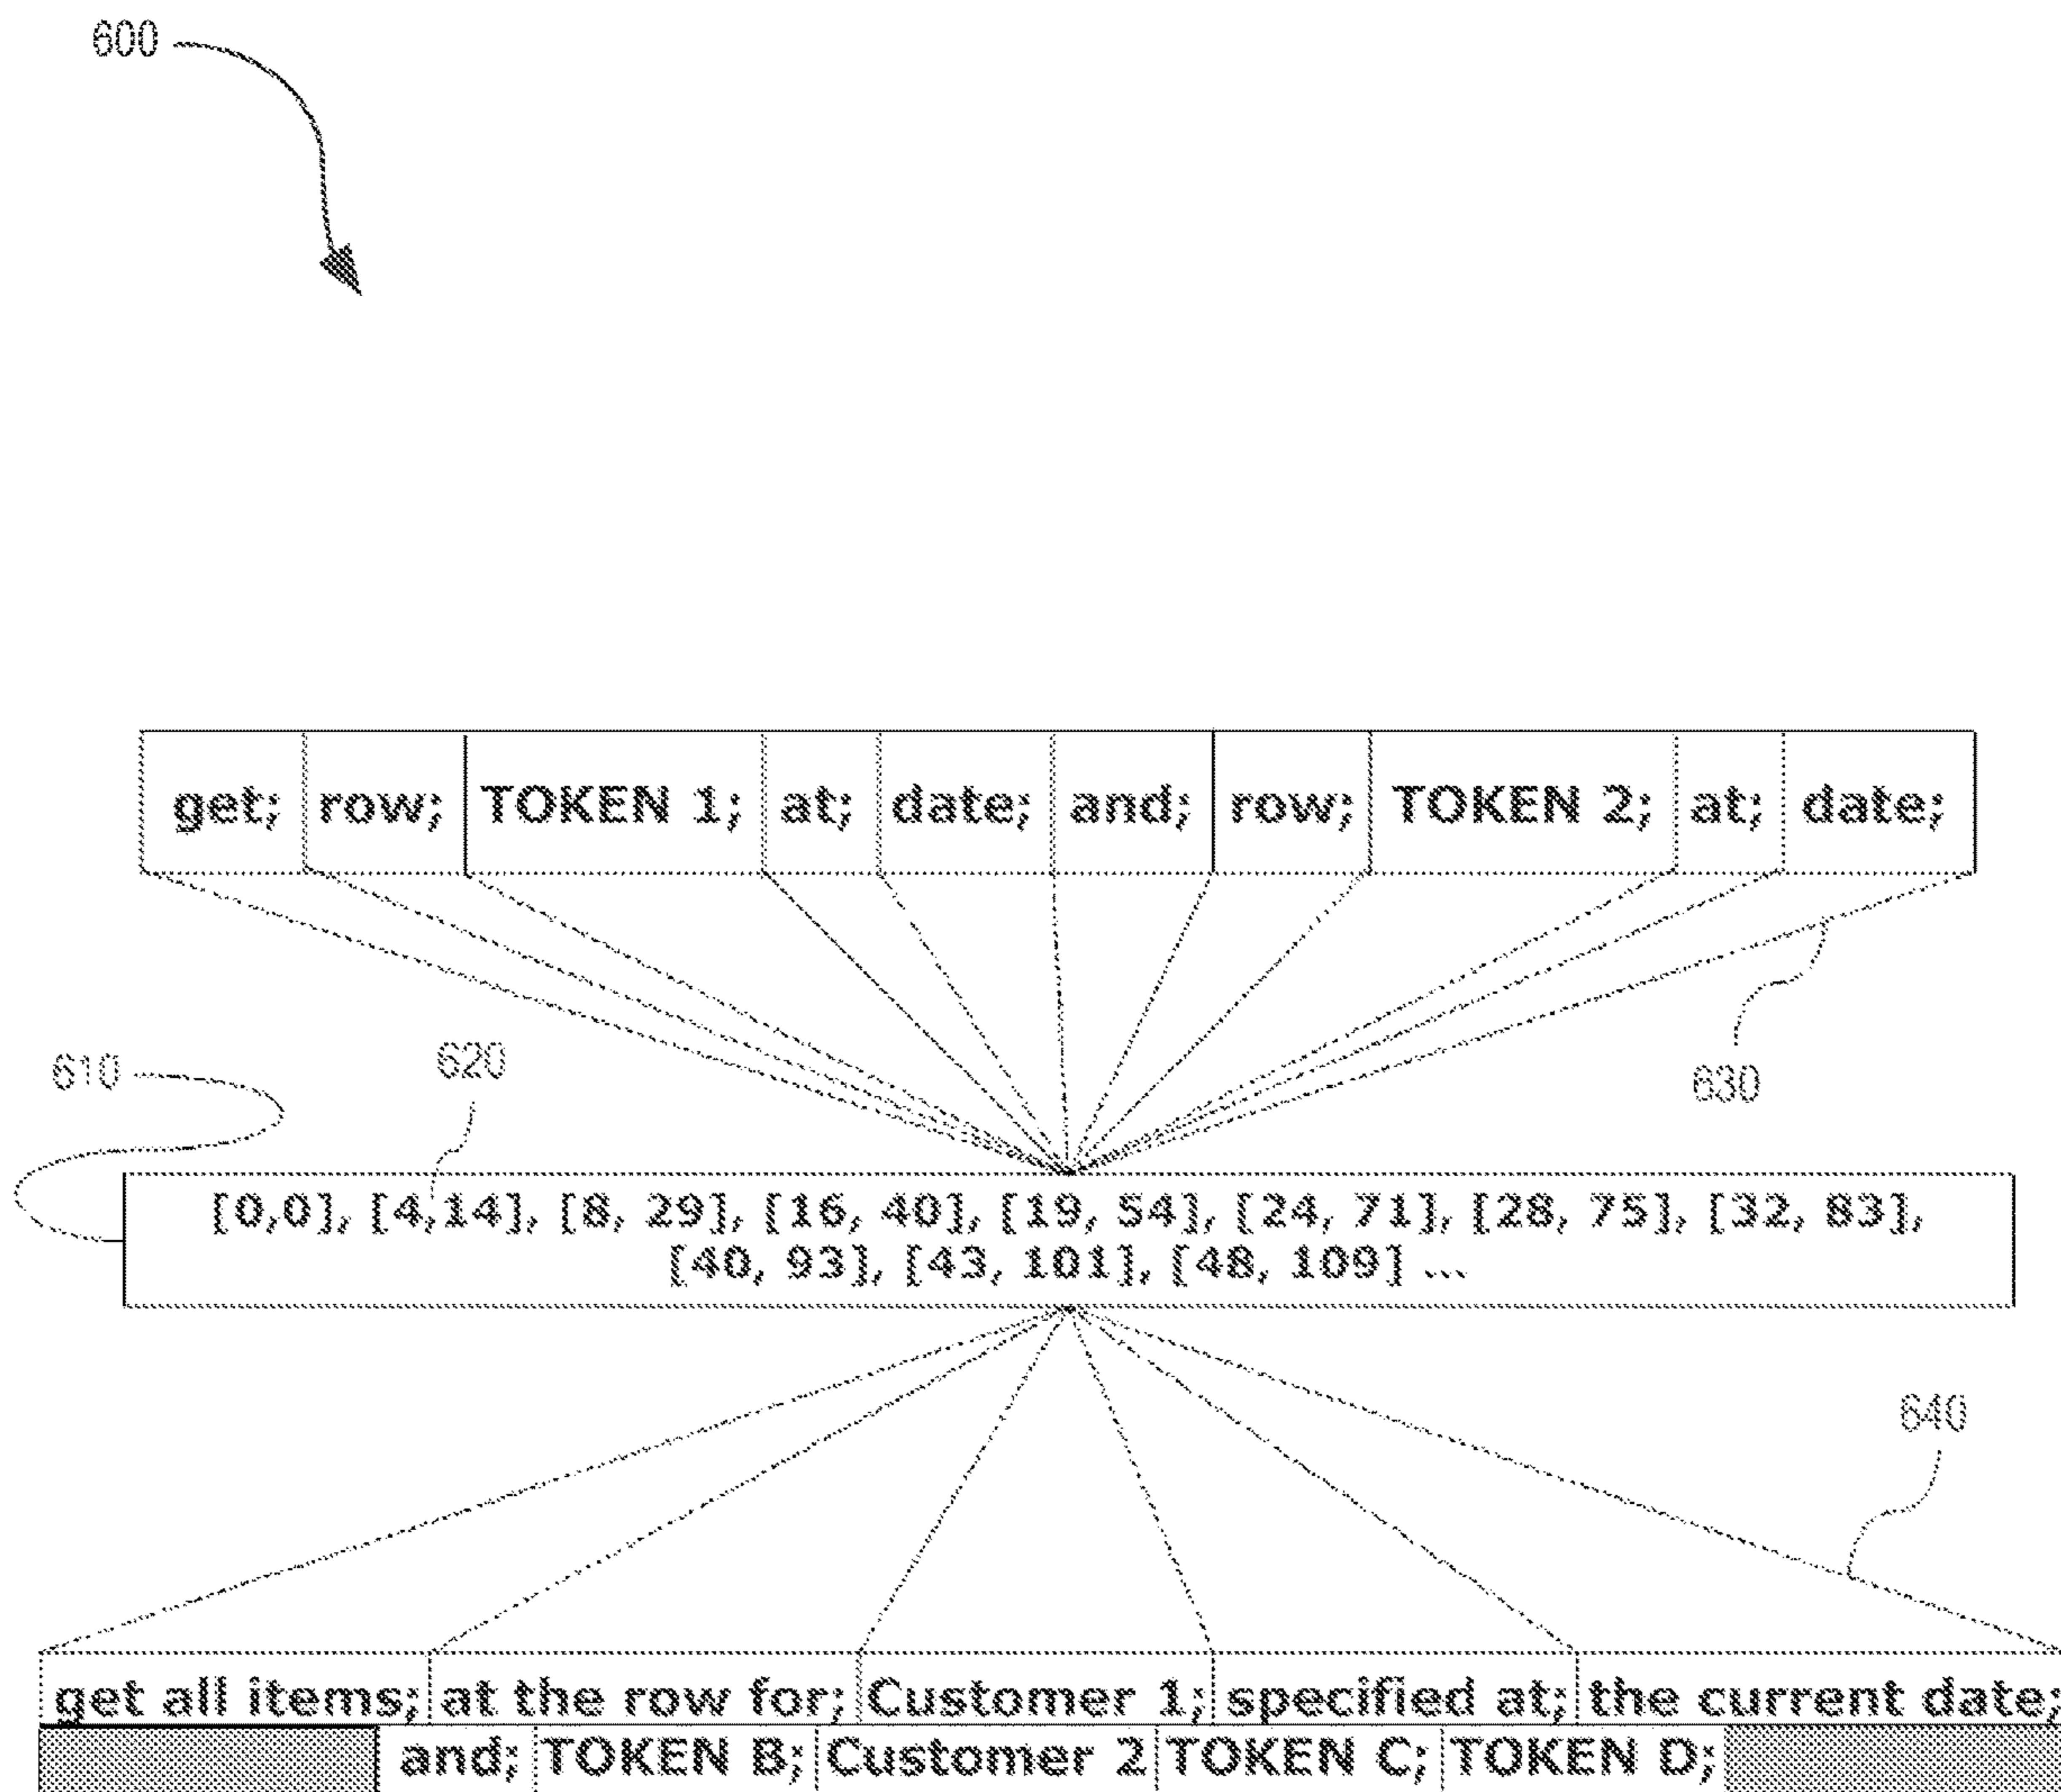 600
get; row; TOKEN 1; at; date; and; row; TOKEN 2; at; date;
610
620
630
[0,0], [4,14], [8, 29], [16, 40], [19, 54], [24, 71], [28, 75], [32, 83],
[40, 93], [43, 101], [48, 109] ...
640
get all items; at the row for; Customer 1; specified at; the current date;
and; TOKEN B; Customer 2 TOKEN C; TOKEN D;